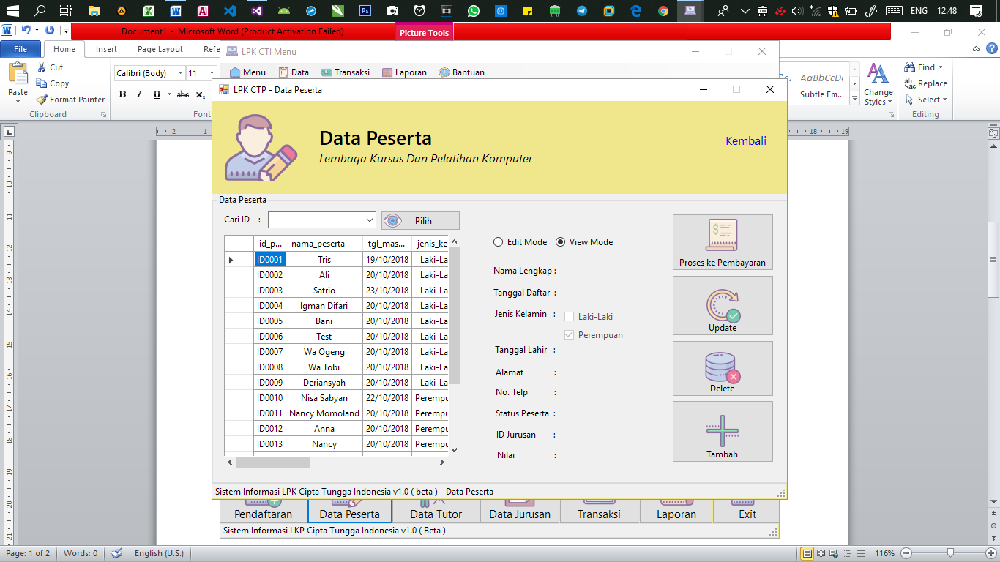 ENG 12.48
Document1 - Microsoft Word (Product Activation Failed)
Picture Tools
File Home Insert Page Layout Refe
Cut
Copy
Format Painter
Paste
Clipboard
Calibri (Body) 11
B I U abc x₂
Font
AaBbCcDc
Subtle Em...
Change Styles
Find
Replace
Select
Editing
LPK CTI Menu
Menu Data Transaksi Laporan Bantuan
LPK CTP - Data Peserta
Data Peserta
Lembaga Kursus Dan Pelatihan Komputer
Kembali
Data Peserta
Cari ID :
Pilih
id_p... nama_peserta tgl_mas... jenis_ke
ID0001 Tris 19/10/2018 Laki-La
ID0002 Ali 20/10/2018 Laki-La
ID0003 Satrio 23/10/2018 Laki-La
ID0004 Igman Difari 20/10/2018 Laki-La
ID0005 Bani 20/10/2018 Laki-La
ID0006 Test 20/10/2018 Laki-La
ID0007 Wa Ogeng 20/10/2018 Laki-La
ID0008 Wa Tobi 20/10/2018 Laki-La
ID0009 Deriansyah 20/10/2018 Laki-La
ID0010 Nisa Sabyan 22/10/2018 Perempu
ID0011 Nancy Momoland 20/10/2018 Perempu
ID0012 Anna 20/10/2018 Perempu
ID0013 Nancy 20/10/2018 Perempu
Edit Mode View Mode
Nama Lengkap :
Tanggal Daftar :
Jenis Kelamin : Laki-Laki
Perempuan
Tanggal Lahir :
Alamat :
No. Telp :
Status Peserta :
ID Jurusan :
Nilai :
Proses ke Pembayaran
Update
Delete
Tambah
Sistem Informasi LPK Cipta Tungga Indonesia v1.0 ( beta ) - Data Peserta
Pendaftaran Data Peserta Data Tutor Data Jurusan Transaksi Laporan Exit
Sistem Informasi LKP Cipta Tungga Indonesia v1.0 ( Beta )
Page: 1 of 2 Words: 0 English (U.S.) 116%